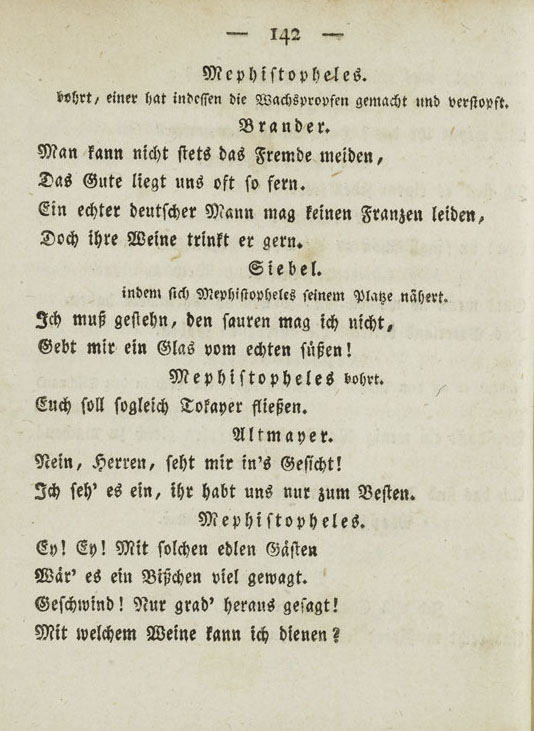 — 142 —
Mephistopheles.
bohrt, einer hat indessen die Wachspropfen gemacht und verstopft.
Brander.
Man kann nicht stets das Fremde meiden,
Das Gute liegt uns oft so fern.
Ein echter deutscher Mann mag keinen Franzen leiden,
Doch ihre Weine trinkt er gern.
Siebel.
indem sich Mephistopheles seinem Platze nähert.
Ich muß gestehn, den sauren mag ich nicht,
Gebt mir ein Glas vom echten süßen!
Mephistopheles bohrt.
Euch soll sogleich Tokayer fließen.
Altmayer.
Nein, Herren, seht mir in's Gesicht!
Ich seh' es ein, ihr habt uns nur zum Besten.
Mephistopheles.
Ey! Ey! Mit solchen edlen Gästen
Wär' es ein Bißchen viel gewagt.
Geschwind! Nur grad' heraus gesagt!
Mit welchem Weine kann ich dienen?